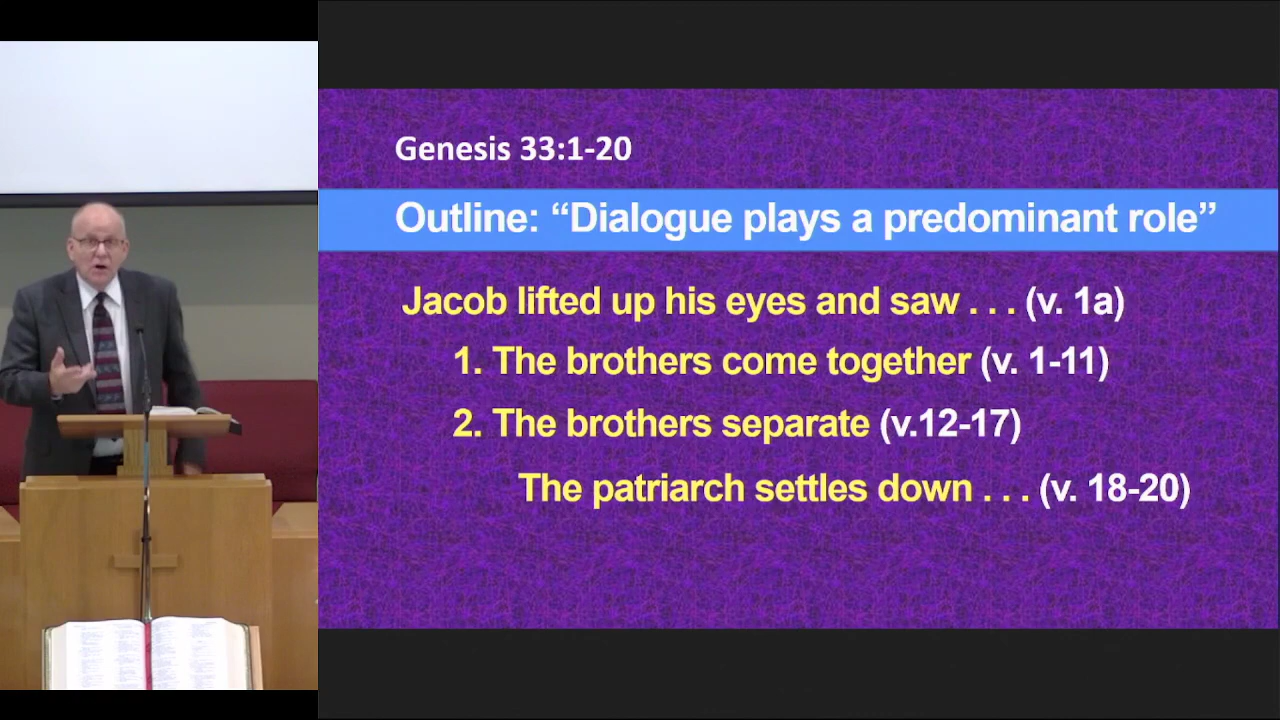 Genesis 33:1-20
Outline: “Dialogue plays a predominant role”
Jacob lifted up his eyes and saw . . . (v. 1a)
1. The brothers come together (v. 1-11)
2. The brothers separate (v.12-17)
The patriarch settles down . . . (v. 18-20)